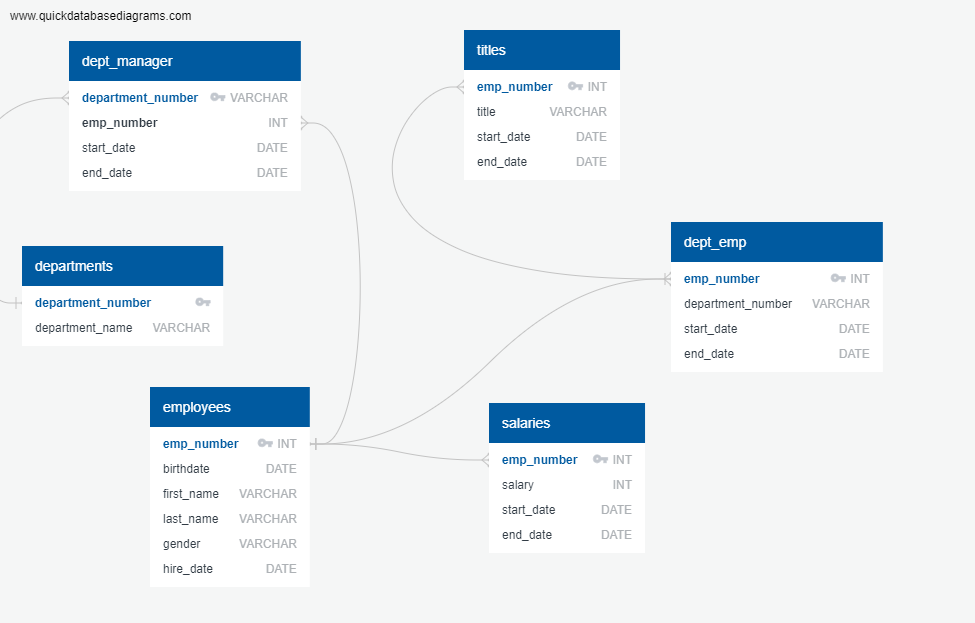 www.quickdatabasediagrams.com
dept_manager
department_number VARCHAR
emp_number INT
start_date DATE
end_date DATE
titles
emp_number INT
title VARCHAR
start_date DATE
end_date DATE
departments
department_number
department_name VARCHAR
dept_emp
emp_number INT
department_number VARCHAR
start_date DATE
end_date DATE
employees
emp_number INT
birthdate DATE
first_name VARCHAR
last_name VARCHAR
gender VARCHAR
hire_date DATE
salaries
emp_number INT
salary INT
start_date DATE
end_date DATE